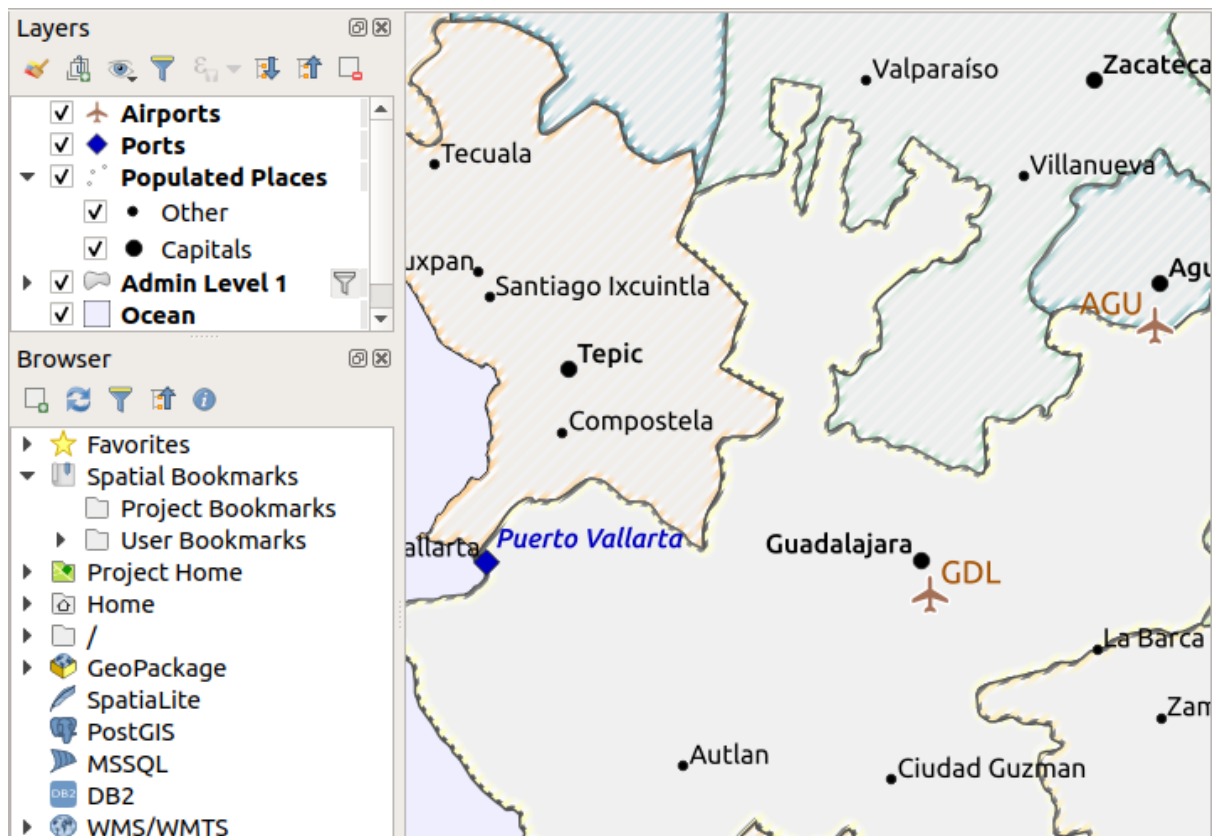 Layers
Airports
Ports
Populated Places
Other
Capitals
Admin Level 1
Ocean
Browser
Favorites
Spatial Bookmarks
Project Bookmarks
User Bookmarks
Project Home
Home
/
GeoPackage
SpatiaLite
PostGIS
MSSQL
DB2
DB2
WMS/WMTS
Valparaíso
Zacateca
Tecuala
Villanueva
uxpan
Santiago Ixcuintla
Agu
AGU
Tepic
Compostela
allarta
Puerto Vallarta
Guadalajara
GDL
La Barca
Zam
Autlan
Ciudad Guzman